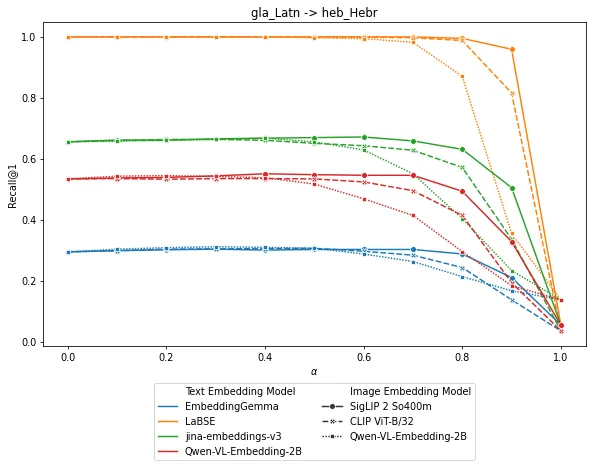 gla_Latn -> heb_Hebr
Recall@1
1.0
0.8
0.6
0.4
0.2
0.0
0.0 0.2 0.4 0.6 0.8 1.0
α
Text Embedding Model
EmbeddingGemma
LaBSE
jina-embeddings-v3
Qwen-VL-Embedding-2B
Image Embedding Model
SigLIP 2 So400m
CLIP ViT-B/32
Qwen-VL-Embedding-2B